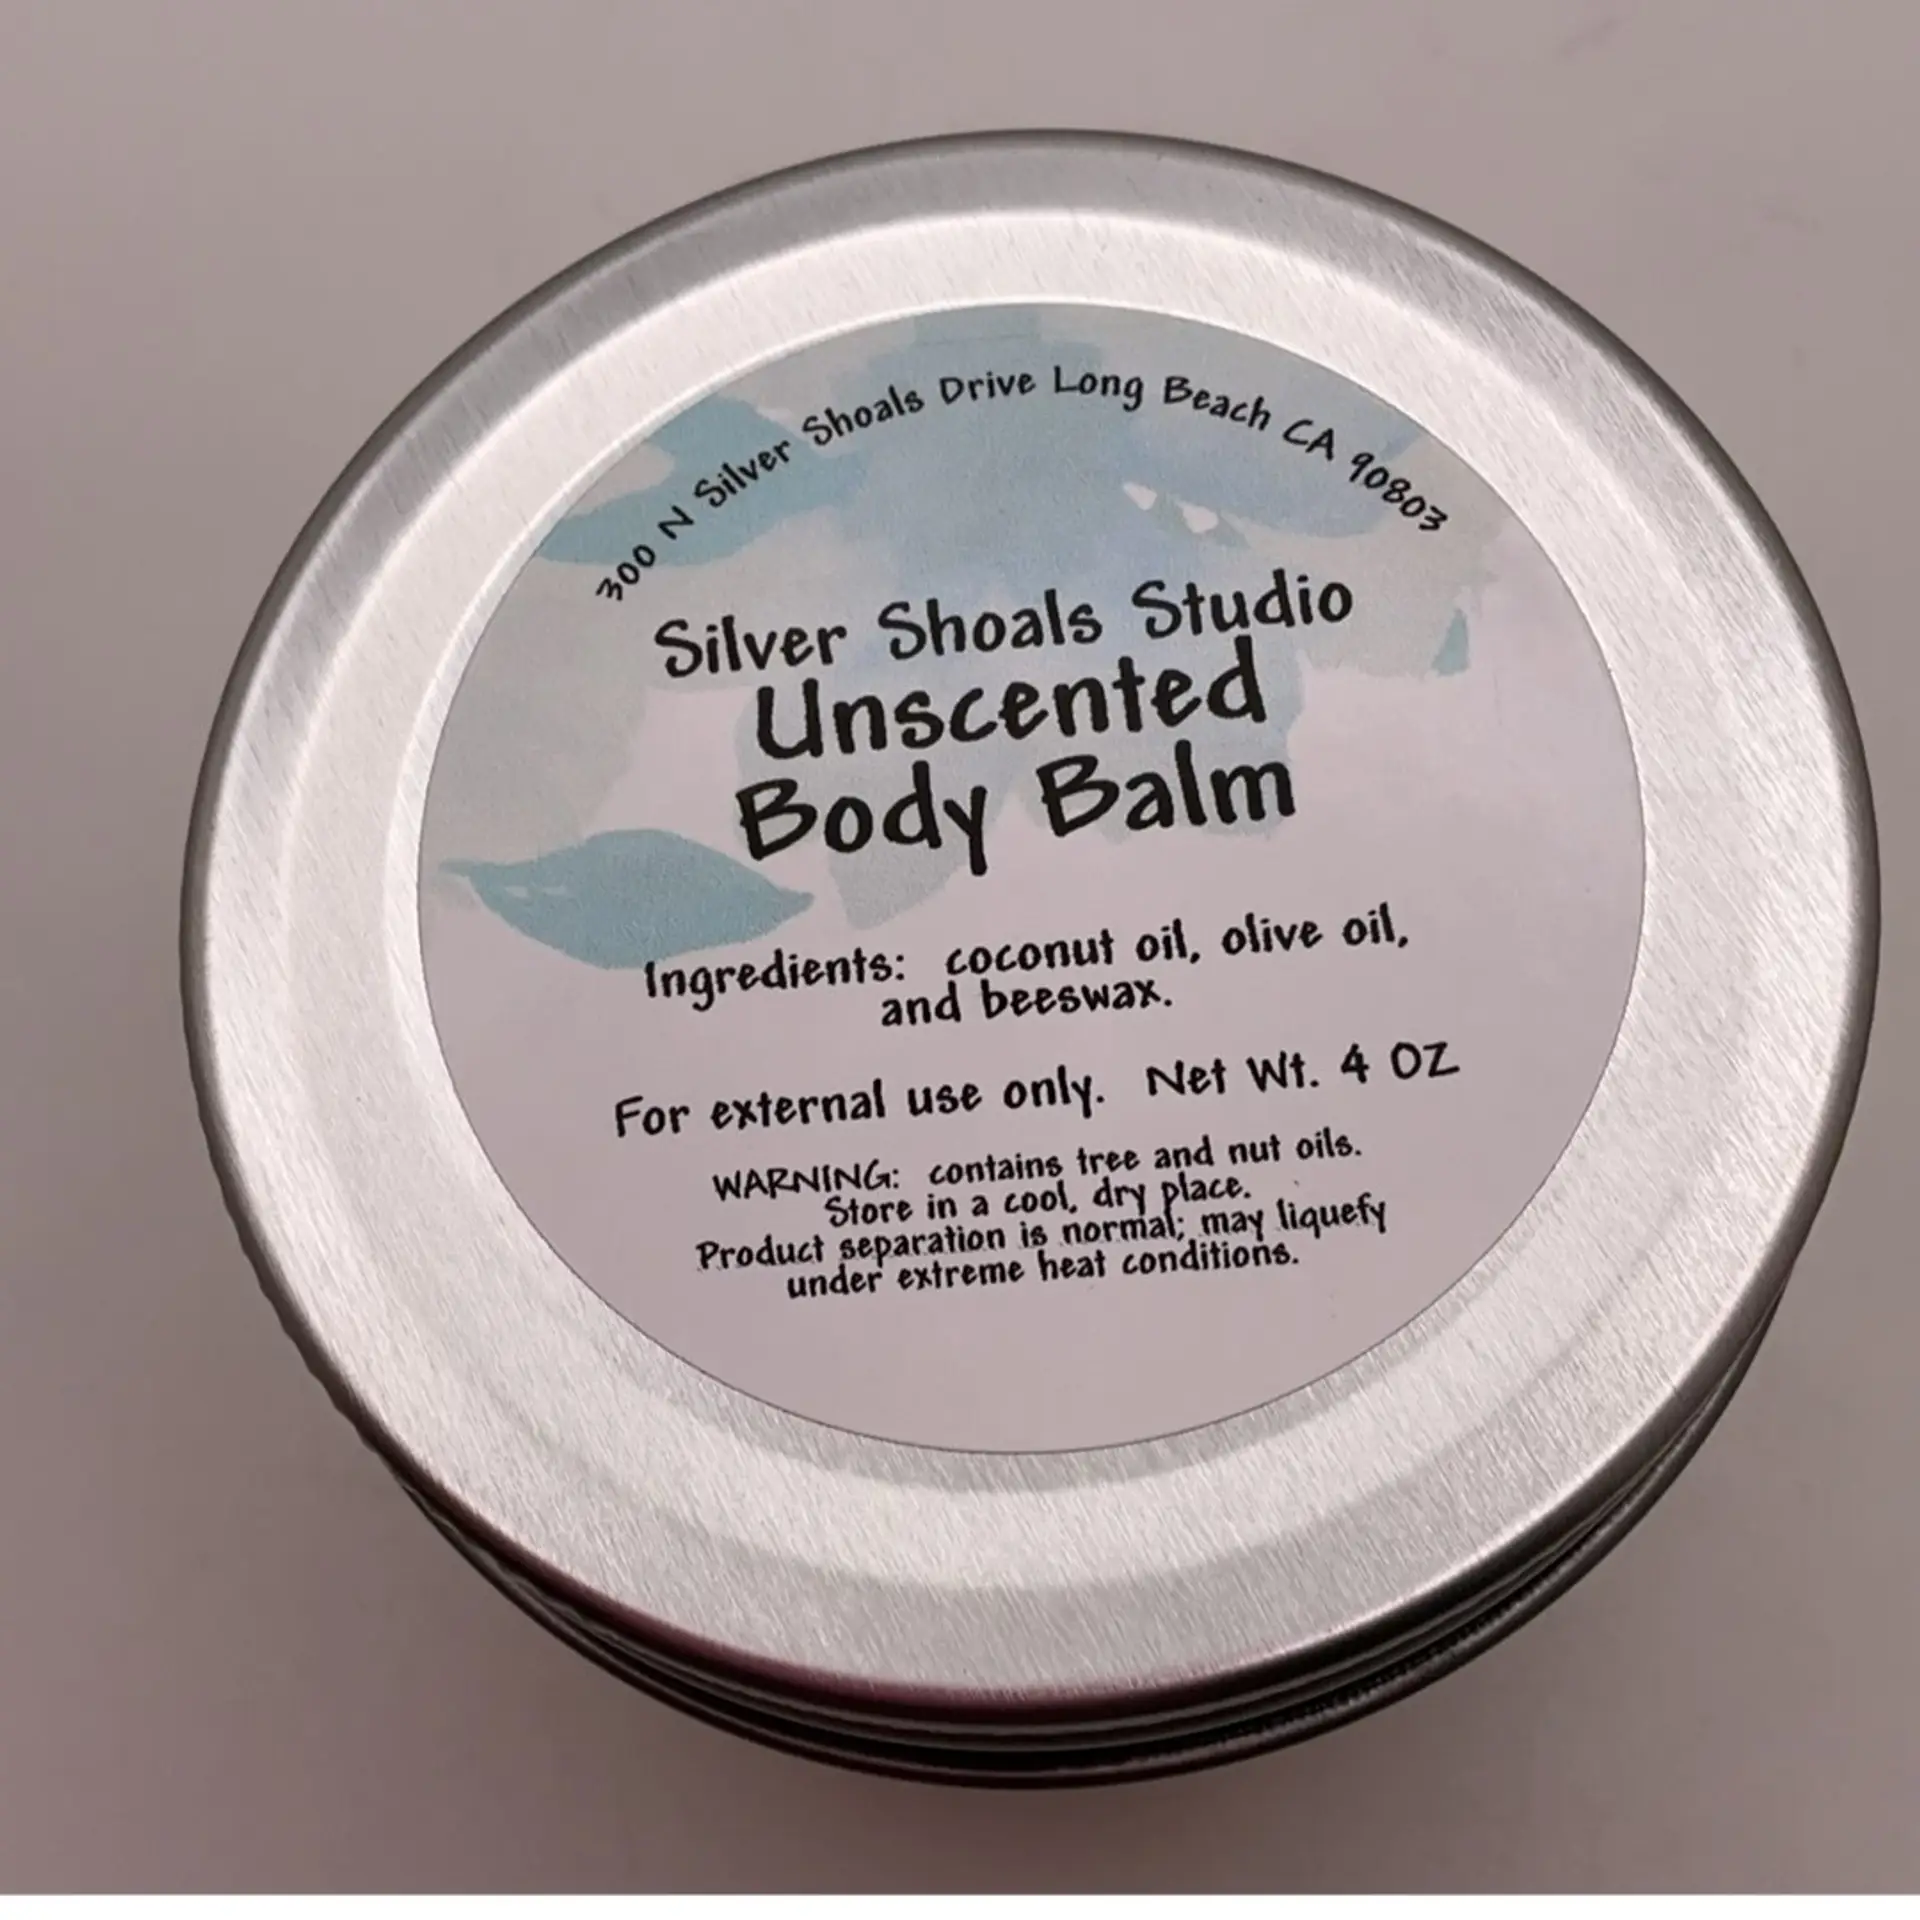 300 N Silver Shoals Drive Long Beach CA 90803
Silver Shoals Studio
Unscented
Body Balm
Ingredients: coconut oil, olive oil,
and beeswax.
For external use only. Net Wt. 4 OZ
WARNING: contains tree and nut oils.
Store in a cool, dry place.
Product separation is normal; may liquefy
under extreme heat conditions.